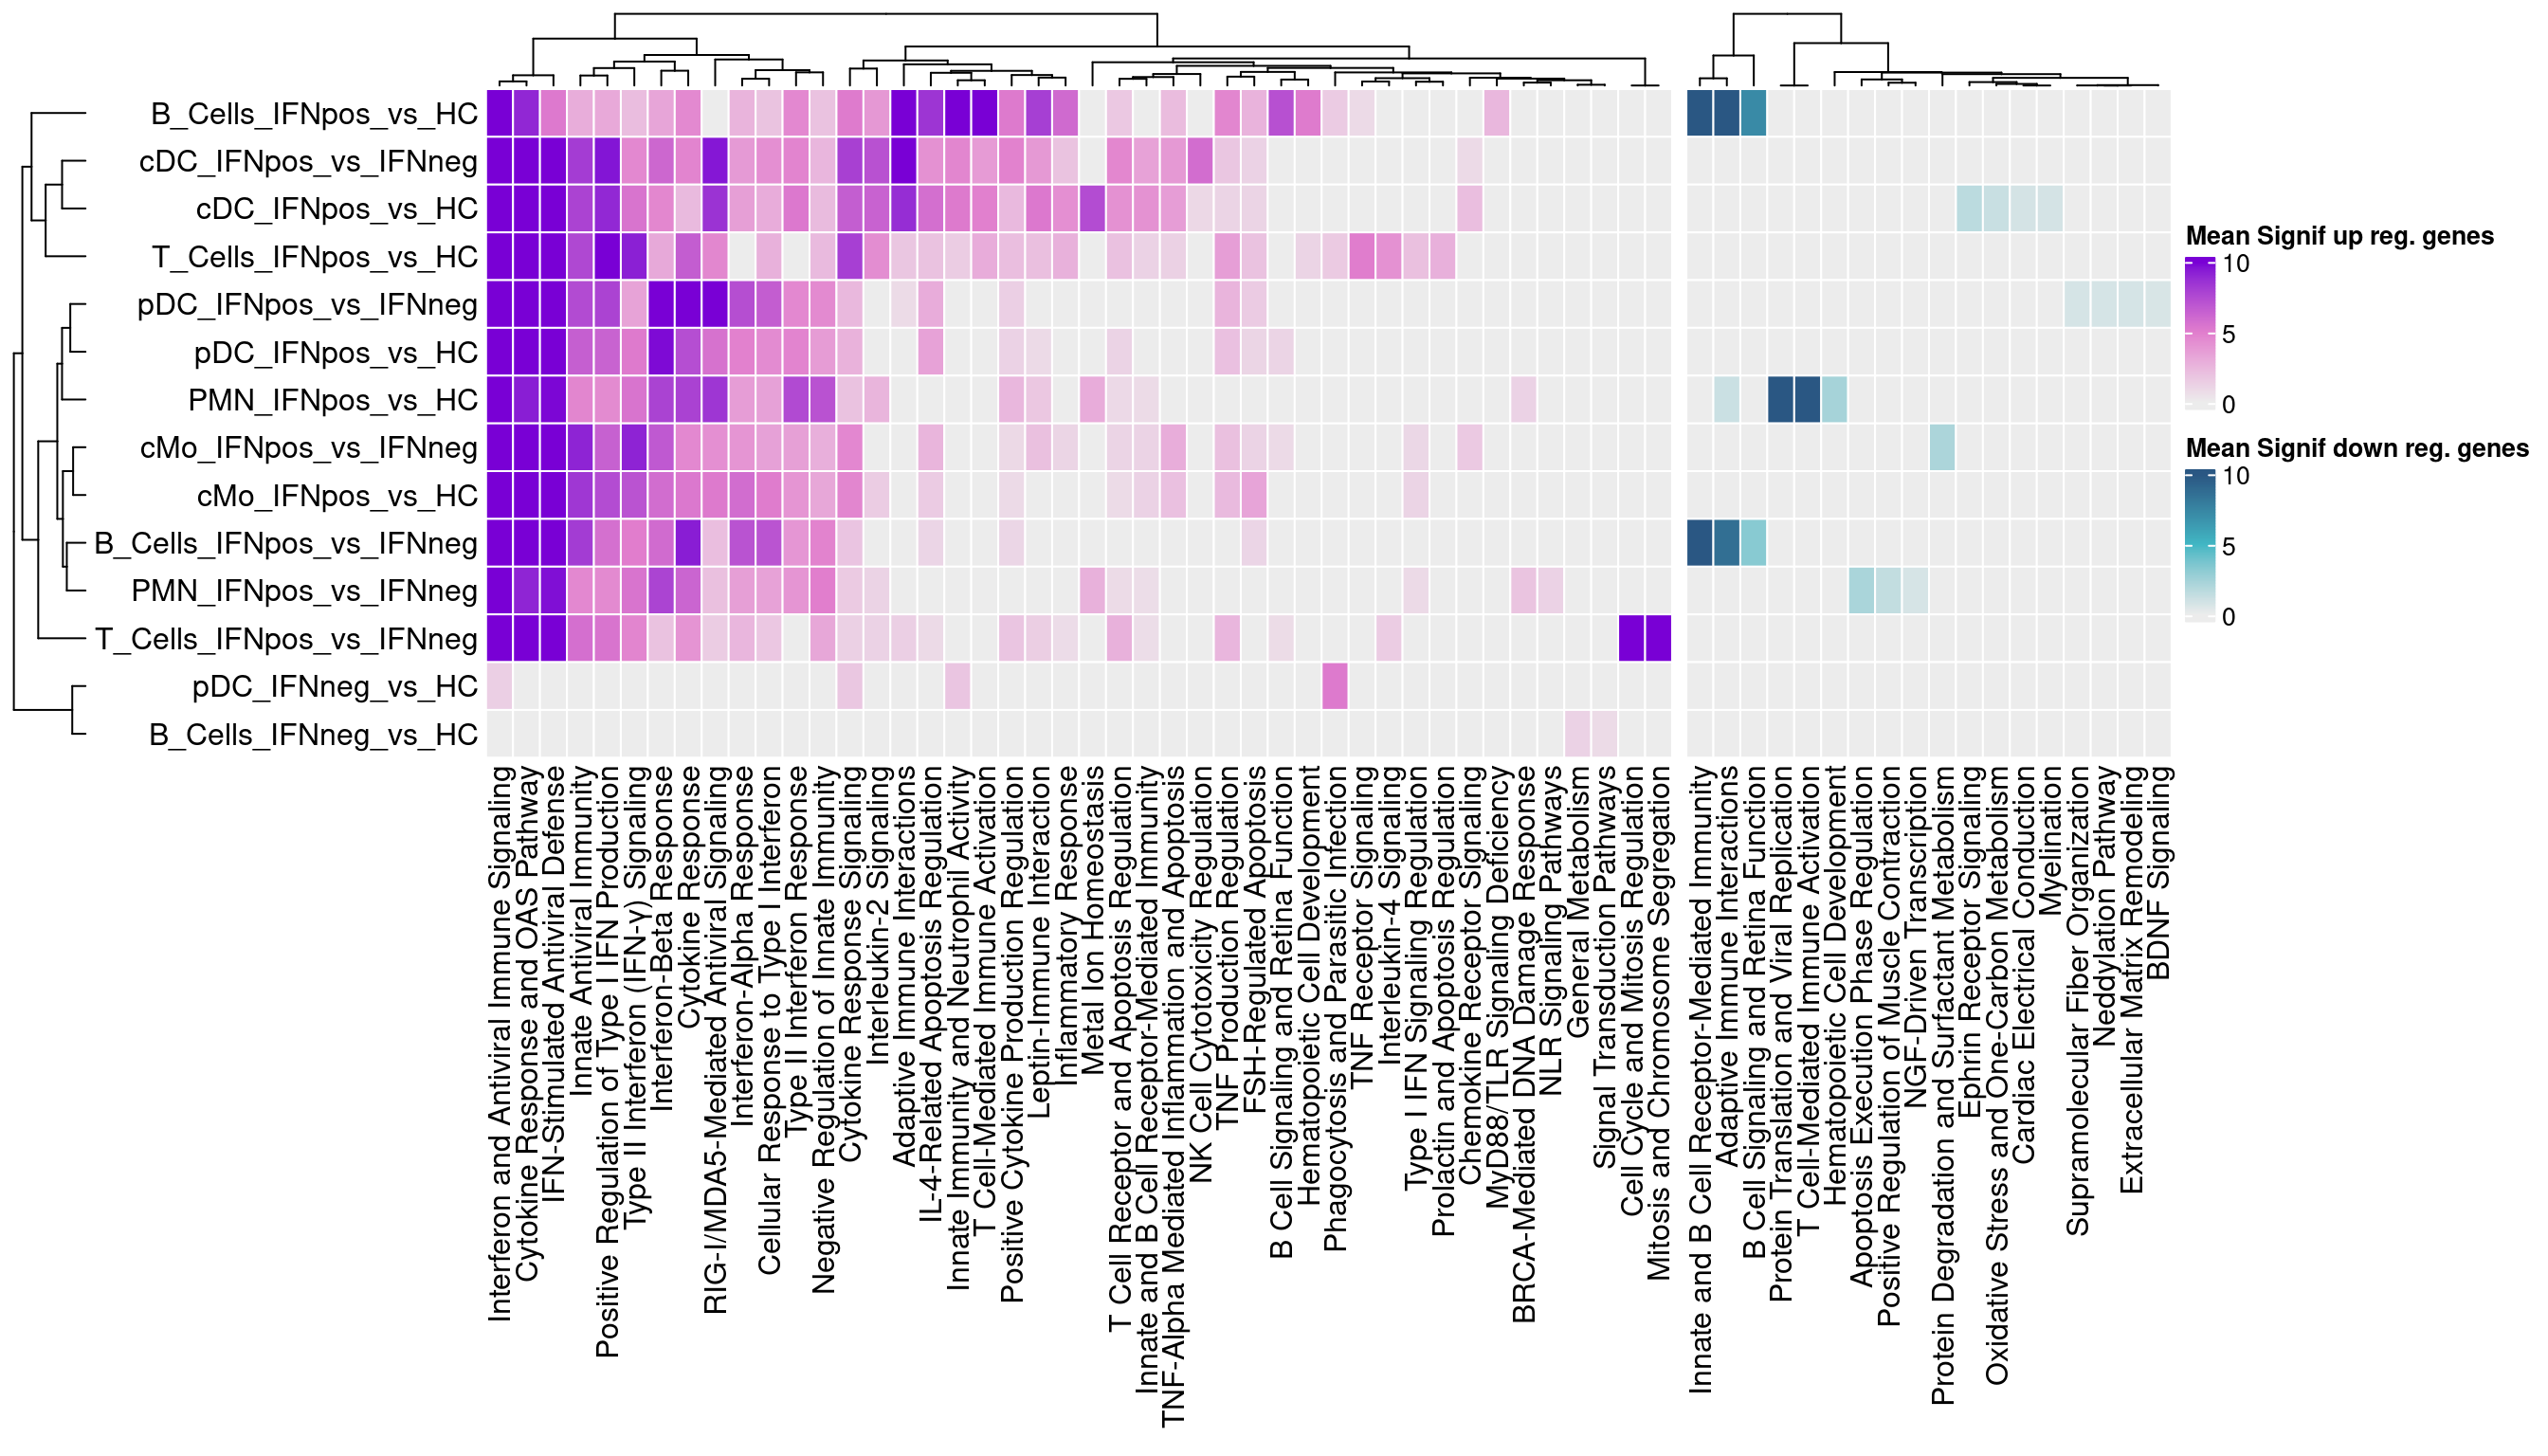 B_Cells_IFNpos_vs_HC
cDC_IFNpos_vs_IFNneg
cDC_IFNpos_vs_HC
T_Cells_IFNpos_vs_HC
pDC_IFNpos_vs_IFNneg
pDC_IFNpos_vs_HC
PMN_IFNpos_vs_HC
cMo_IFNpos_vs_IFNneg
cMo_IFNpos_vs_HC
B_Cells_IFNpos_vs_IFNneg
PMN_IFNpos_vs_IFNneg
T_Cells_IFNpos_vs_IFNneg
pDC_IFNneg_vs_HC
B_Cells_IFNneg_vs_HC
Interferon and Antiviral Immune Signaling
Cytokine Response and OAS Pathway
IFN-Stimulated Antiviral Defense
Innate Antiviral Immunity
Positive Regulation of Type I IFN Production
Type II Interferon (IFN-γ) Signaling
Interferon-Beta Response
Cytokine Response
RIG-I/MDA5-Mediated Antiviral Signaling
Interferon-Alpha Response
Cellular Response to Type I Interferon
Type II Interferon Response
Negative Regulation of Innate Immunity
Cytokine Response Signaling
Interleukin-2 Signaling
Adaptive Immune Interactions
IL-4-Related Apoptosis Regulation
Innate Immunity and Neutrophil Activity
T Cell-Mediated Immune Activation
Positive Cytokine Production Regulation
Leptin-Immune Interaction
Inflammatory Response
Metal Ion Homeostasis
T Cell Receptor and Apoptosis Regulation
Innate and B Cell Receptor-Mediated Immunity
TNF-Alpha Mediated Inflammation and Apoptosis
NK Cell Cytotoxicity Regulation
TNF Production Regulation
FSH-Regulated Apoptosis
B Cell Signaling and Retina Function
Hematopoietic Cell Development
Phagocytosis and Parasitic Infection
TNF Receptor Signaling
Interleukin-4 Signaling
Type I IFN Signaling Regulation
Prolactin and Apoptosis Regulation
Chemokine Receptor Signaling
MyD88/TLR Signaling Deficiency
BRCA-Mediated DNA Damage Response
NLR Signaling Pathways
General Metabolism
Signal Transduction Pathways
Cell Cycle and Mitosis Regulation
Mitosis and Chromosome Segregation
Innate and B Cell Receptor-Mediated Immunity
Adaptive Immune Interactions
B Cell Signaling and Retina Function
Protein Translation and Viral Replication
T Cell-Mediated Immune Activation
Hematopoietic Cell Development
Apoptosis Execution Phase Regulation
Positive Regulation of Muscle Contraction
NGF-Driven Transcription
Protein Degradation and Surfactant Metabolism
Ephrin Receptor Signaling
Oxidative Stress and One-Carbon Metabolism
Cardiac Electrical Conduction
Myelination
Supramolecular Fiber Organization
Neddylation Pathway
Extracellular Matrix Remodeling
BDNF Signaling
Mean Signif up reg. genes
10
5
0
Mean Signif down reg. genes
10
5
0